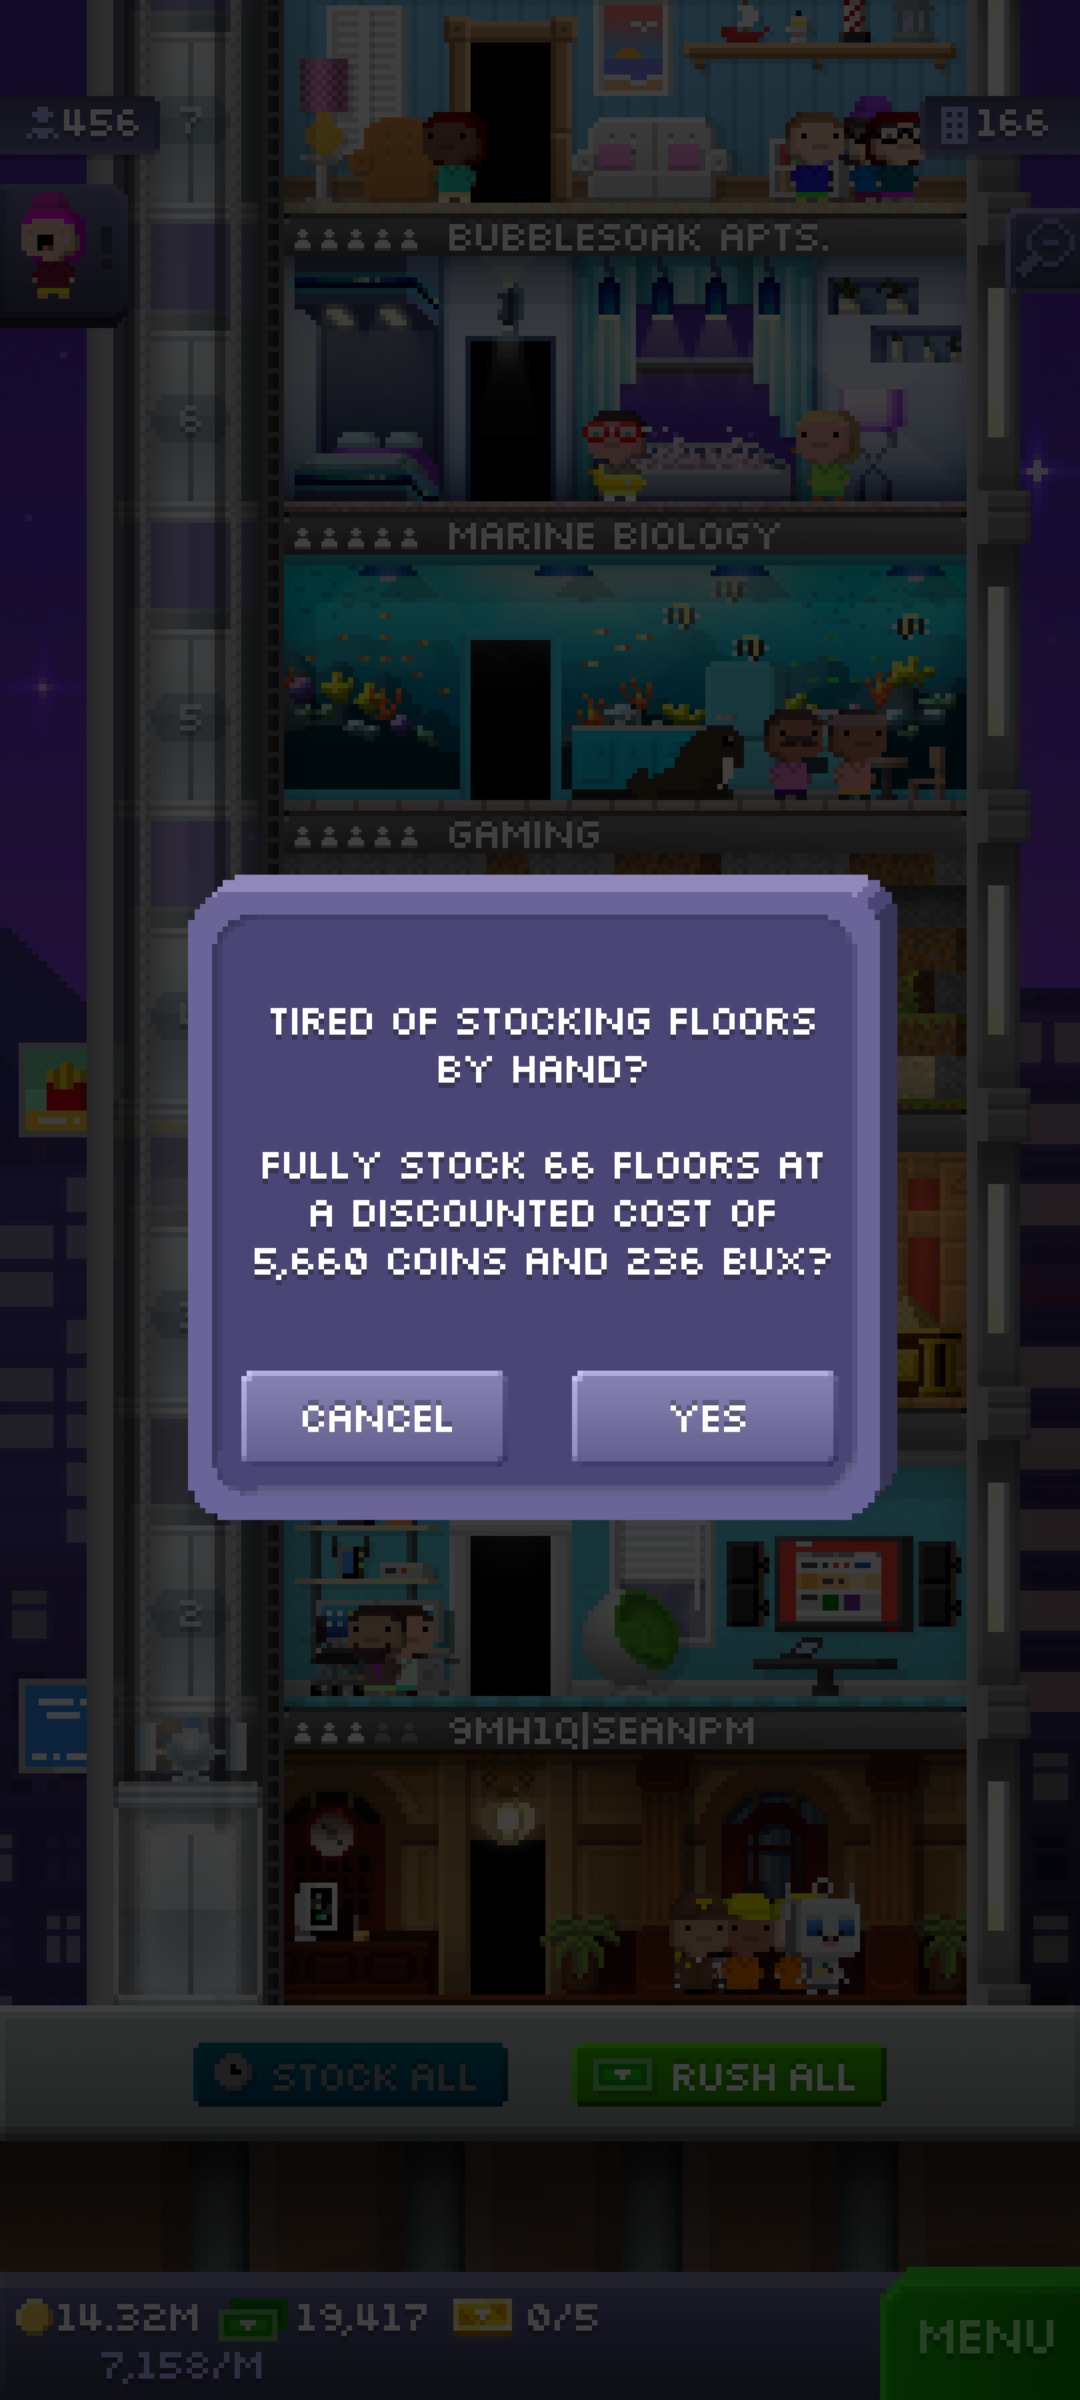 456
7
166
BUBBLESOAK APTS.
6
MARINE BIOLOGY
5
GAMING
TIRED OF STOCKING FLOORS
BY HAND?
FULLY STOCK 66 FLOORS AT
A DISCOUNTED COST OF
5,660 COINS AND 236 BUX?
CANCEL
YES
2
9MH1Q|SEANPM
STOCK ALL
RUSH ALL
14.32M
19,417
0/5
MENU
7,158/M